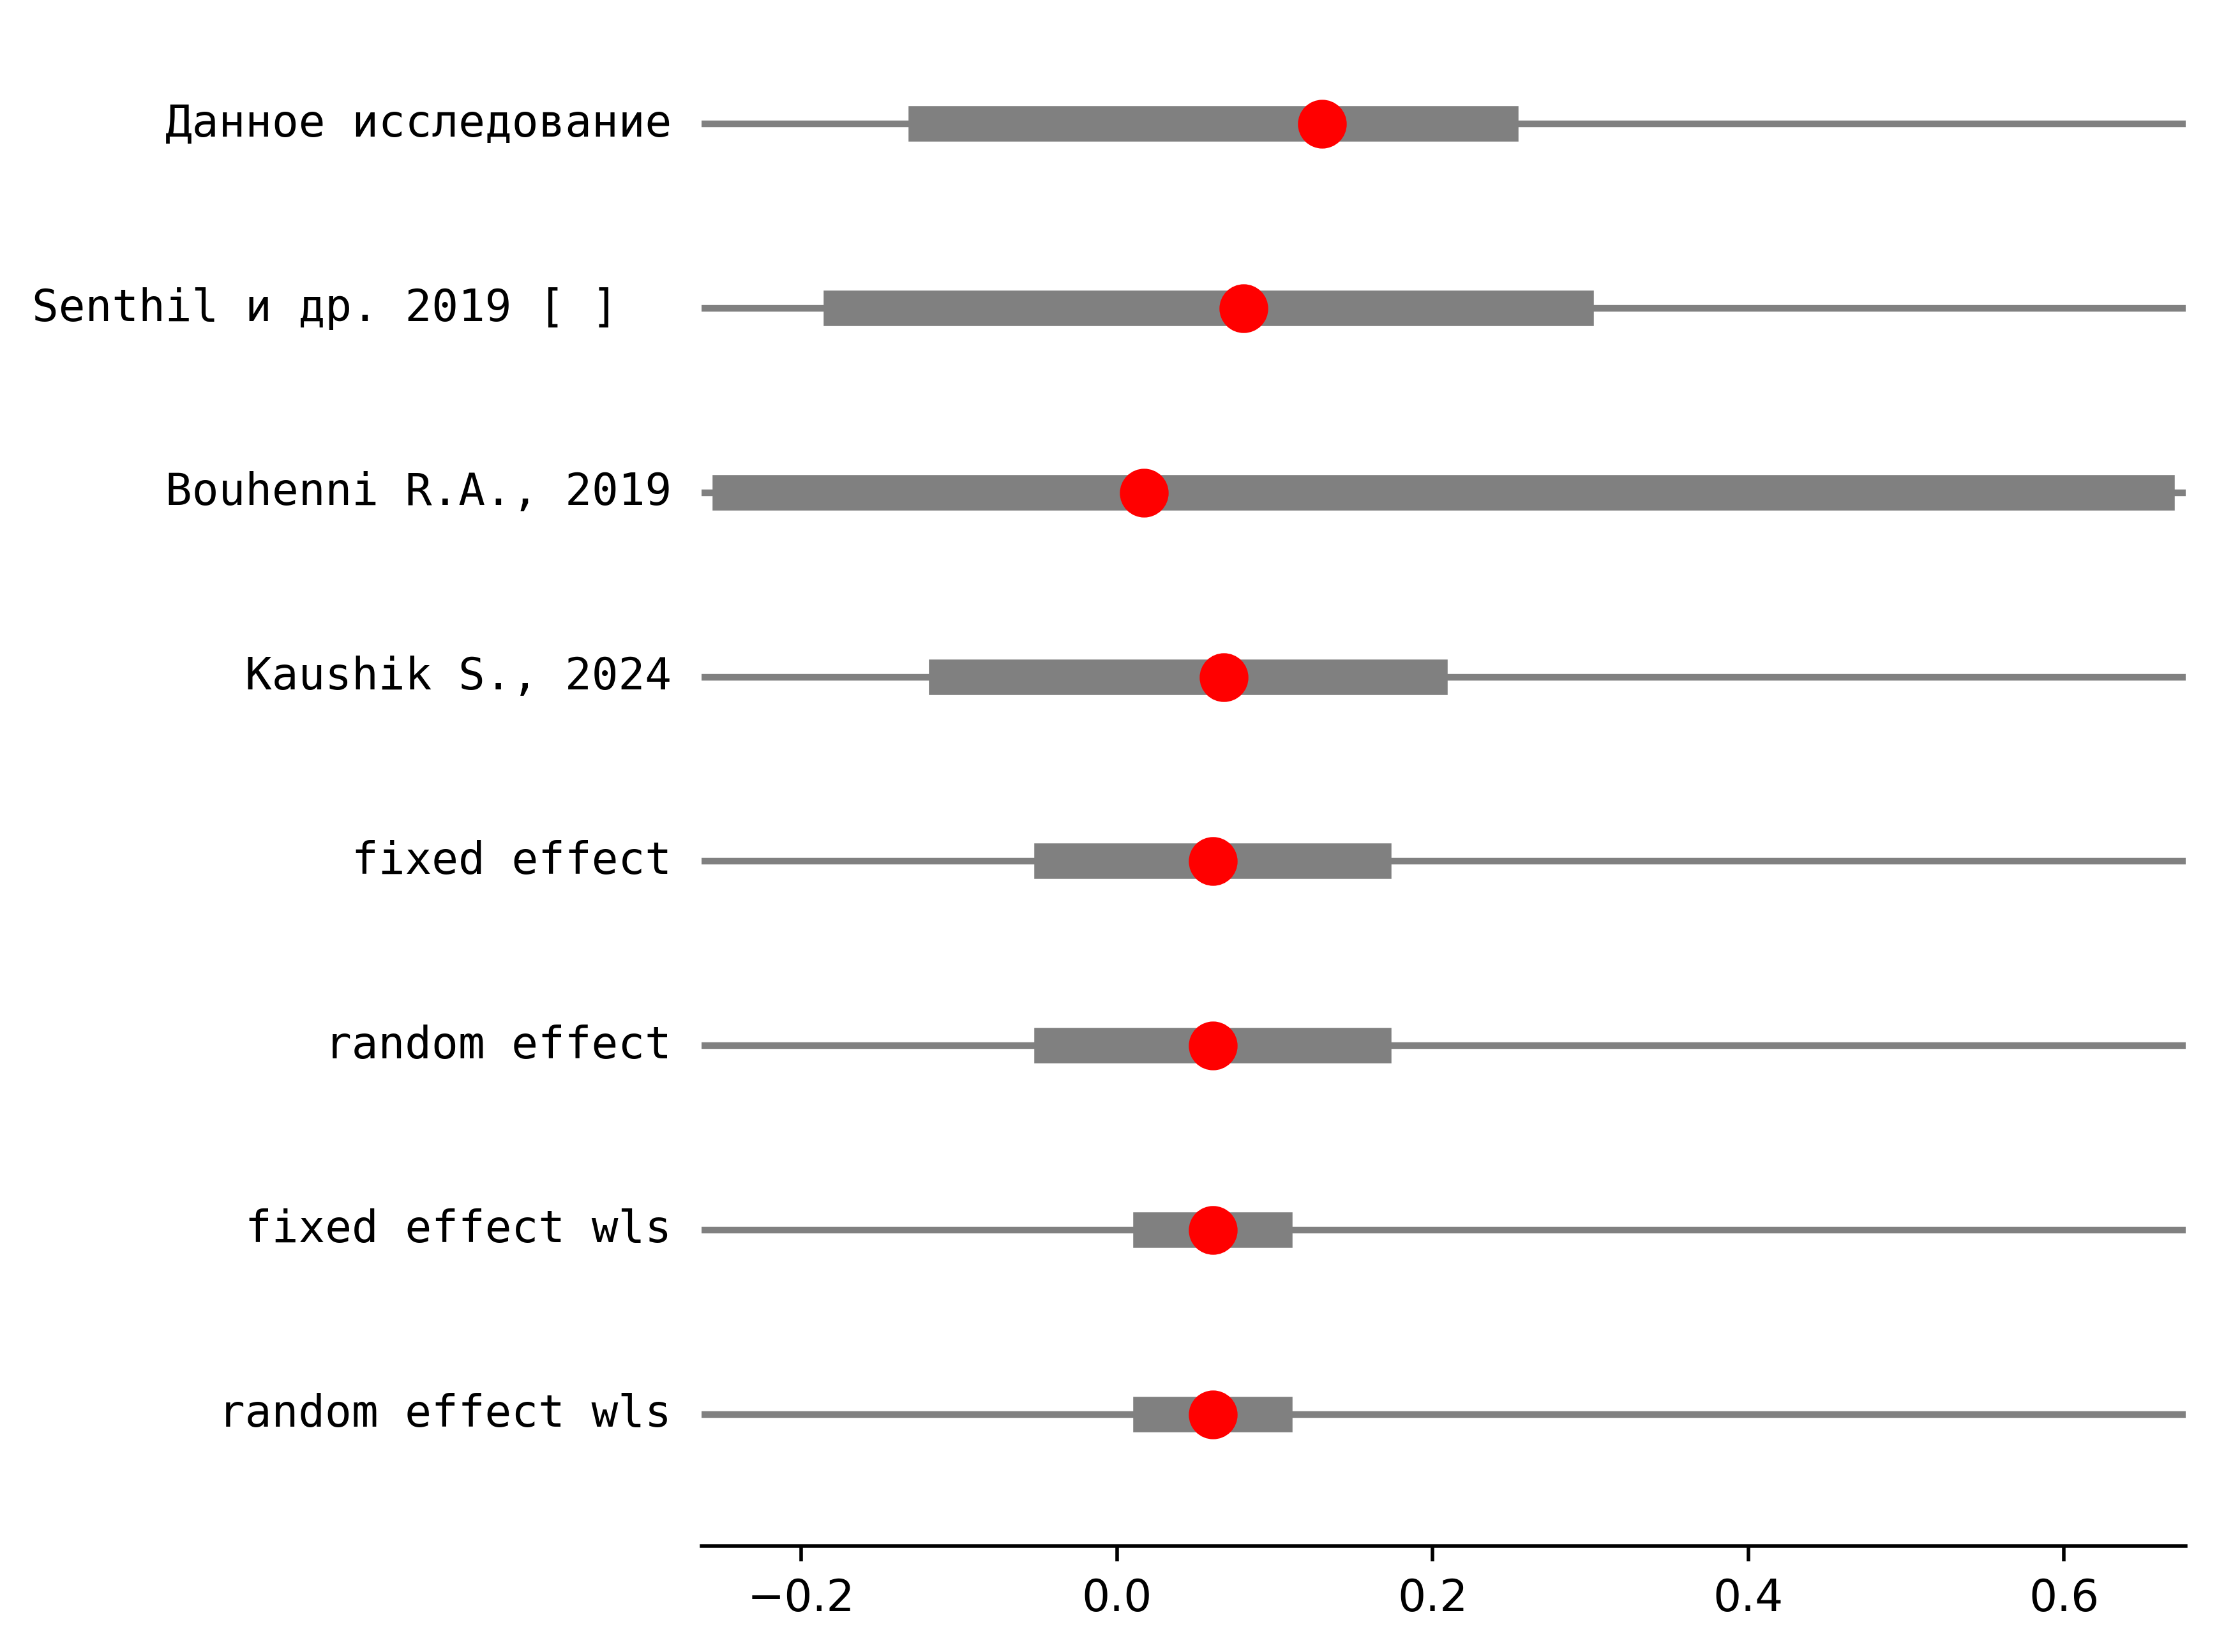 Данное исследование
Senthil и др. 2019 [ ]
Bouhenni R.A., 2019
Kaushik S., 2024
fixed effect
random effect
fixed effect wls
random effect wls
−0.2 0.0 0.2 0.4 0.6